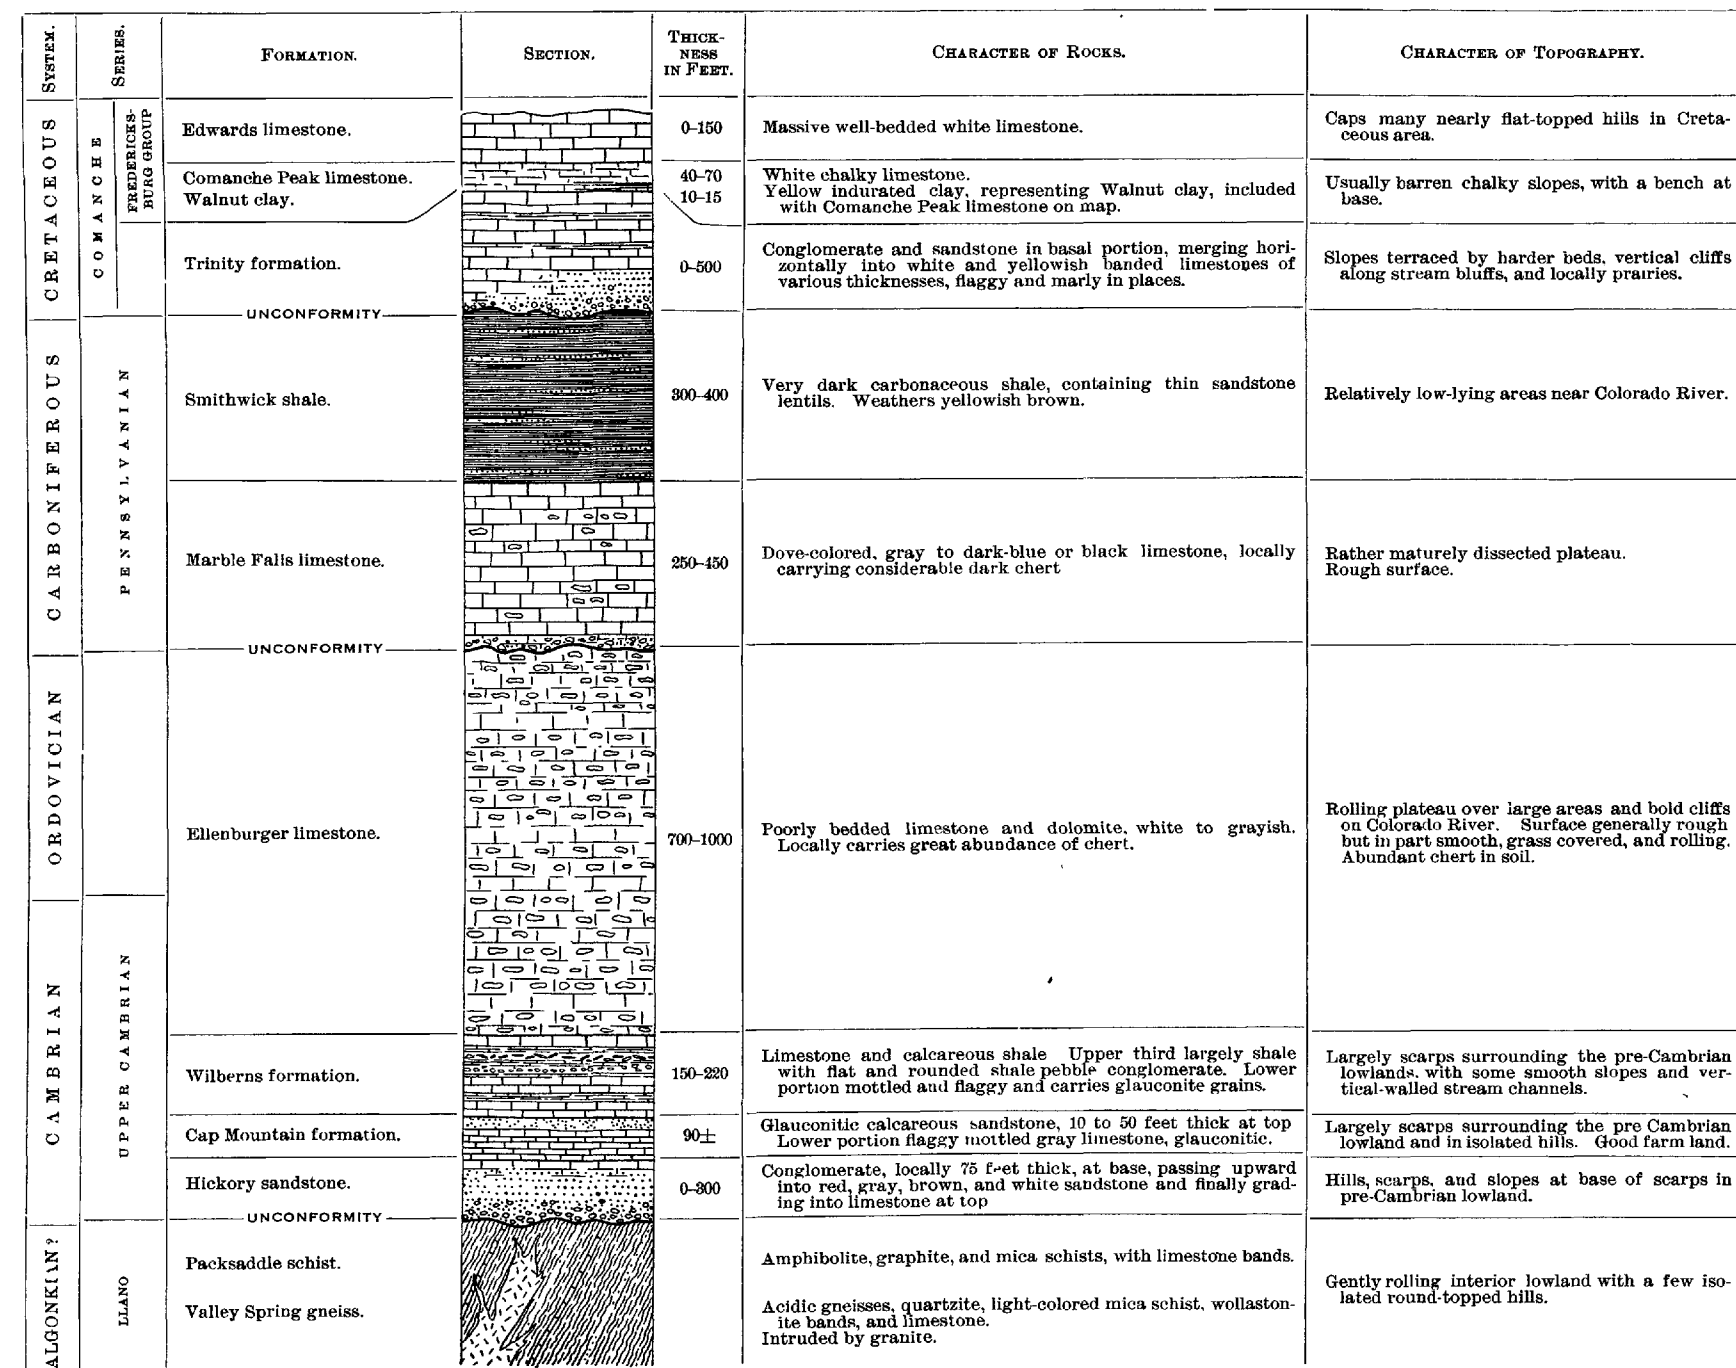 SYSTEM.
SERIES.
FORMATION.
SECTION.
THICK-
NESS
IN FEET.
CHARACTER OF ROCKS.
CHARACTER OF TOPOGRAPHY.
CRETACEOUS
COMANCHE
FREDERICKS-
BURG GROUP
Edwards limestone.
0–150
Massive well-bedded white limestone.
Caps many nearly flat-topped hills in Creta-
ceous area.
Comanche Peak limestone.
Walnut clay.
40–70
10–15
White chalky limestone.
Yellow indurated clay, representing Walnut clay, included
with Comanche Peak limestone on map.
Usually barren chalky slopes, with a bench at
base.
Trinity formation.
0–500
Conglomerate and sandstone in basal portion, merging hori-
zontally into white and yellowish banded limestones of
various thicknesses, flaggy and marly in places.
Slopes terraced by harder beds, vertical cliffs
along stream bluffs, and locally prairies.
UNCONFORMITY
CARBONIFEROUS
PENNSYLVANIAN
Smithwick shale.
300–400
Very dark carbonaceous shale, containing thin sandstone
lentils. Weathers yellowish brown.
Relatively low-lying areas near Colorado River.
Marble Falls limestone.
250–450
Dove-colored, gray to dark-blue or black limestone, locally
carrying considerable dark chert
Rather maturely dissected plateau.
Rough surface.
UNCONFORMITY
ORDOVICIAN
Ellenburger limestone.
700–1000
Poorly bedded limestone and dolomite, white to grayish.
Locally carries great abundance of chert.
Rolling plateau over large areas and bold cliffs
on Colorado River. Surface generally rough
but in part smooth, grass covered, and rolling.
Abundant chert in soil.
CAMBRIAN
UPPER CAMBRIAN
Wilberns formation.
150–220
Limestone and calcareous shale Upper third largely shale
with flat and rounded shale pebble conglomerate. Lower
portion mottled and flaggy and carries glauconite grains.
Largely scarps surrounding the pre-Cambrian
lowlands, with some smooth slopes and ver-
tical-walled stream channels.
Cap Mountain formation.
90±
Glauconitic calcareous sandstone, 10 to 50 feet thick at top
Lower portion flaggy mottled gray limestone, glauconitic.
Largely scarps surrounding the pre Cambrian
lowland and in isolated hills. Good farm land.
Hickory sandstone.
0–300
Conglomerate, locally 75 feet thick, at base, passing upward
into red, gray, brown, and white sandstone and finally grad-
ing into limestone at top
Hills, scarps, and slopes at base of scarps in
pre-Cambrian lowland.
UNCONFORMITY
ALGONKIAN?
LLANO
Packsaddle schist.
Amphibolite, graphite, and mica schists, with limestone bands.
Valley Spring gneiss.
Acidic gneisses, quartzite, light-colored mica schist, wollaston-
ite bands, and limestone.
Intruded by granite.
Gently rolling interior lowland with a few iso-
lated round-topped hills.